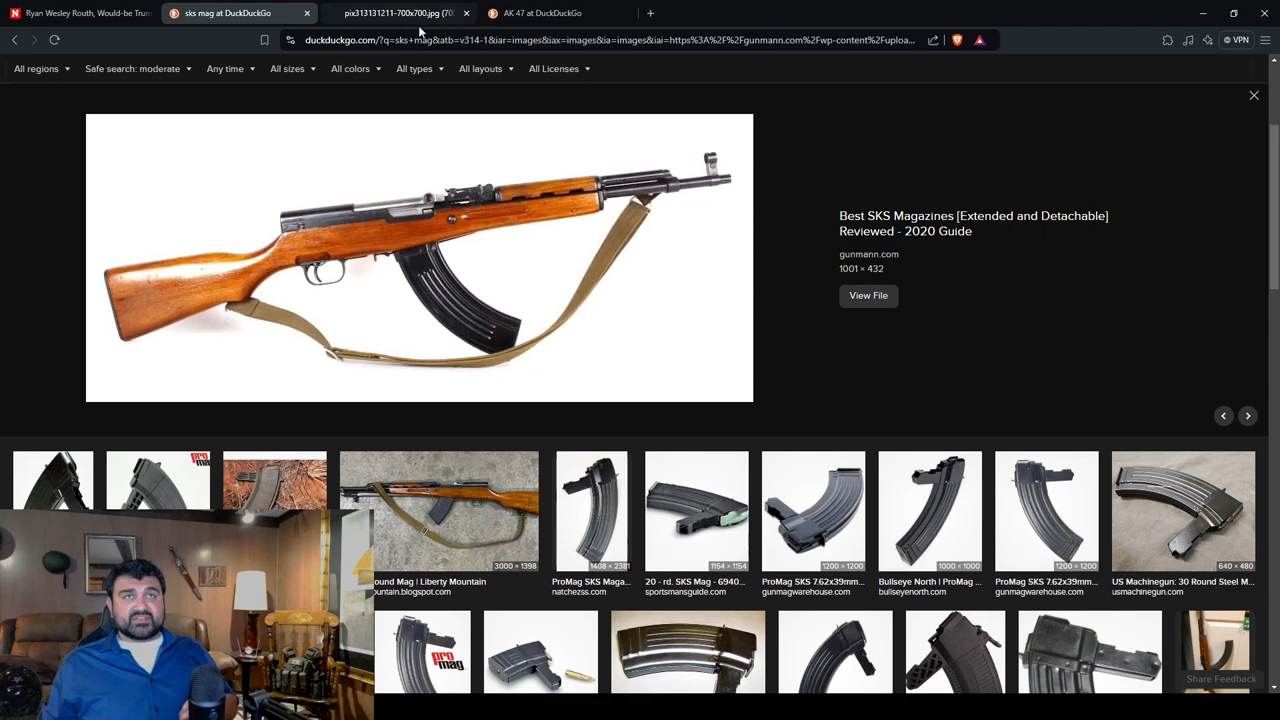 Ryan Wesley Routh, Would-be Trum
sks mag at DuckDuckGo
pix313131211-700x700.jpg (70
AK 47 at DuckDuckGo
duckduckgo.com/?q=sks+mag&atb=v314-1&iar=images&iax=images&ia=images&iai=https%3A%2F%2Fgunmann.com%2Fwp-content%2Fuploa...
VPN
All regions
Safe search: moderate
Any time
All sizes
All colors
All types
All layouts
All Licenses
Best SKS Magazines [Extended and Detachable]
Reviewed - 2020 Guide
gunmann.com
1001 × 432
View File
pro
mag
3000 × 1398
1408 × 2381
1154 × 1154
1200 × 1200
1000 × 1000
1200 × 1200
640 × 480
ound Mag | Liberty Mountain
ProMag SKS Maga...
20 - rd. SKS Mag - 6940...
ProMag SKS 7.62x39mm...
Bullseye North | ProMag ...
ProMag SKS 7.62x39mm...
US Machinegun: 30 Round Steel M...
ountain.blogspot.com
natchezss.com
sportsmansguide.com
gunmagwarehouse.com
bullseyenorth.com
gunmagwarehouse.com
usmachinegun.com
pro
mag
Share Feedback